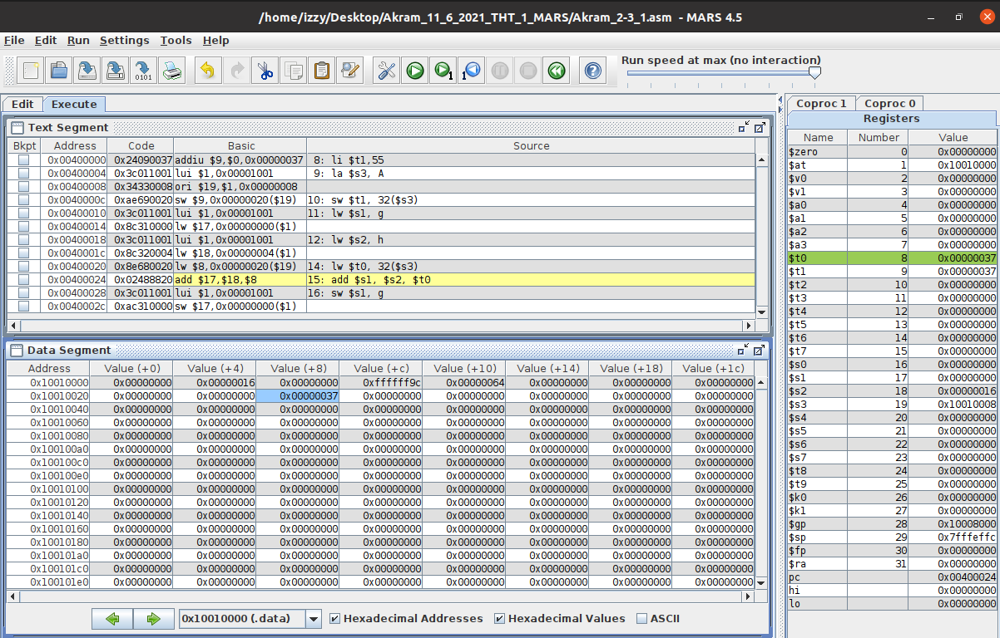 /home/izzy/Desktop/Akram_11_6_2021_THT_1_MARS/Akram_2-3_1.asm - MARS 4.5
File Edit Run Settings Tools Help
Run speed at max (no interaction)
Edit Execute
Text Segment
Bkpt Address Code Basic Source
0x00400000 0x24090037 addiu $9,$0,0x00000037 8: li $t1,55
0x00400004 0x3c011001 lui $1,0x00001001 9: la $s3, A
0x00400008 0x34330008 ori $19,$1,0x00000008
0x0040000c 0xae690020 sw $9,0x00000020($19) 10: sw $t1, 32($s3)
0x00400010 0x3c011001 lui $1,0x00001001 11: lw $s1, g
0x00400014 0x8c310000 lw $17,0x00000000($1)
0x00400018 0x3c011001 lui $1,0x00001001 12: lw $s2, h
0x0040001c 0x8c320004 lw $18,0x00000004($1)
0x00400020 0x8e680020 lw $8,0x00000020($19) 14: lw $t0, 32($s3)
0x00400024 0x02488820 add $17,$18,$8 15: add $s1, $s2, $t0
0x00400028 0x3c011001 lui $1,0x00001001 16: sw $s1, g
0x0040002c 0xac310000 sw $17,0x00000000($1)
Data Segment
Address Value (+0) Value (+4) Value (+8) Value (+c) Value (+10) Value (+14) Value (+18) Value (+1c)
0x10010000 0x00000000 0x00000016 0x00000000 0xffffff9c 0x00000064 0x00000000 0x00000000 0x00000000
0x10010020 0x00000000 0x00000000 0x00000037 0x00000000 0x00000000 0x00000000 0x00000000 0x00000000
0x10010040 0x00000000 0x00000000 0x00000000 0x00000000 0x00000000 0x00000000 0x00000000 0x00000000
0x10010060 0x00000000 0x00000000 0x00000000 0x00000000 0x00000000 0x00000000 0x00000000 0x00000000
0x10010080 0x00000000 0x00000000 0x00000000 0x00000000 0x00000000 0x00000000 0x00000000 0x00000000
0x100100a0 0x00000000 0x00000000 0x00000000 0x00000000 0x00000000 0x00000000 0x00000000 0x00000000
0x100100c0 0x00000000 0x00000000 0x00000000 0x00000000 0x00000000 0x00000000 0x00000000 0x00000000
0x100100e0 0x00000000 0x00000000 0x00000000 0x00000000 0x00000000 0x00000000 0x00000000 0x00000000
0x10010100 0x00000000 0x00000000 0x00000000 0x00000000 0x00000000 0x00000000 0x00000000 0x00000000
0x10010120 0x00000000 0x00000000 0x00000000 0x00000000 0x00000000 0x00000000 0x00000000 0x00000000
0x10010140 0x00000000 0x00000000 0x00000000 0x00000000 0x00000000 0x00000000 0x00000000 0x00000000
0x10010160 0x00000000 0x00000000 0x00000000 0x00000000 0x00000000 0x00000000 0x00000000 0x00000000
0x10010180 0x00000000 0x00000000 0x00000000 0x00000000 0x00000000 0x00000000 0x00000000 0x00000000
0x100101a0 0x00000000 0x00000000 0x00000000 0x00000000 0x00000000 0x00000000 0x00000000 0x00000000
0x100101c0 0x00000000 0x00000000 0x00000000 0x00000000 0x00000000 0x00000000 0x00000000 0x00000000
0x100101e0 0x00000000 0x00000000 0x00000000 0x00000000 0x00000000 0x00000000 0x00000000 0x00000000
0x10010000 (.data) Hexadecimal Addresses Hexadecimal Values ASCII
Coproc 1 Coproc 0
Registers
Name Number Value
$zero 0 0x00000000
$at 1 0x10010000
$v0 2 0x00000000
$v1 3 0x00000000
$a0 4 0x00000000
$a1 5 0x00000000
$a2 6 0x00000000
$a3 7 0x00000000
$t0 8 0x00000037
$t1 9 0x00000037
$t2 10 0x00000000
$t3 11 0x00000000
$t4 12 0x00000000
$t5 13 0x00000000
$t6 14 0x00000000
$t7 15 0x00000000
$s0 16 0x00000000
$s1 17 0x00000000
$s2 18 0x00000016
$s3 19 0x10010008
$s4 20 0x00000000
$s5 21 0x00000000
$s6 22 0x00000000
$s7 23 0x00000000
$t8 24 0x00000000
$t9 25 0x00000000
$k0 26 0x00000000
$k1 27 0x00000000
$gp 28 0x10008000
$sp 29 0x7fffeffc
$fp 30 0x00000000
$ra 31 0x00000000
pc 0x00400024
hi 0x00000000
lo 0x00000000